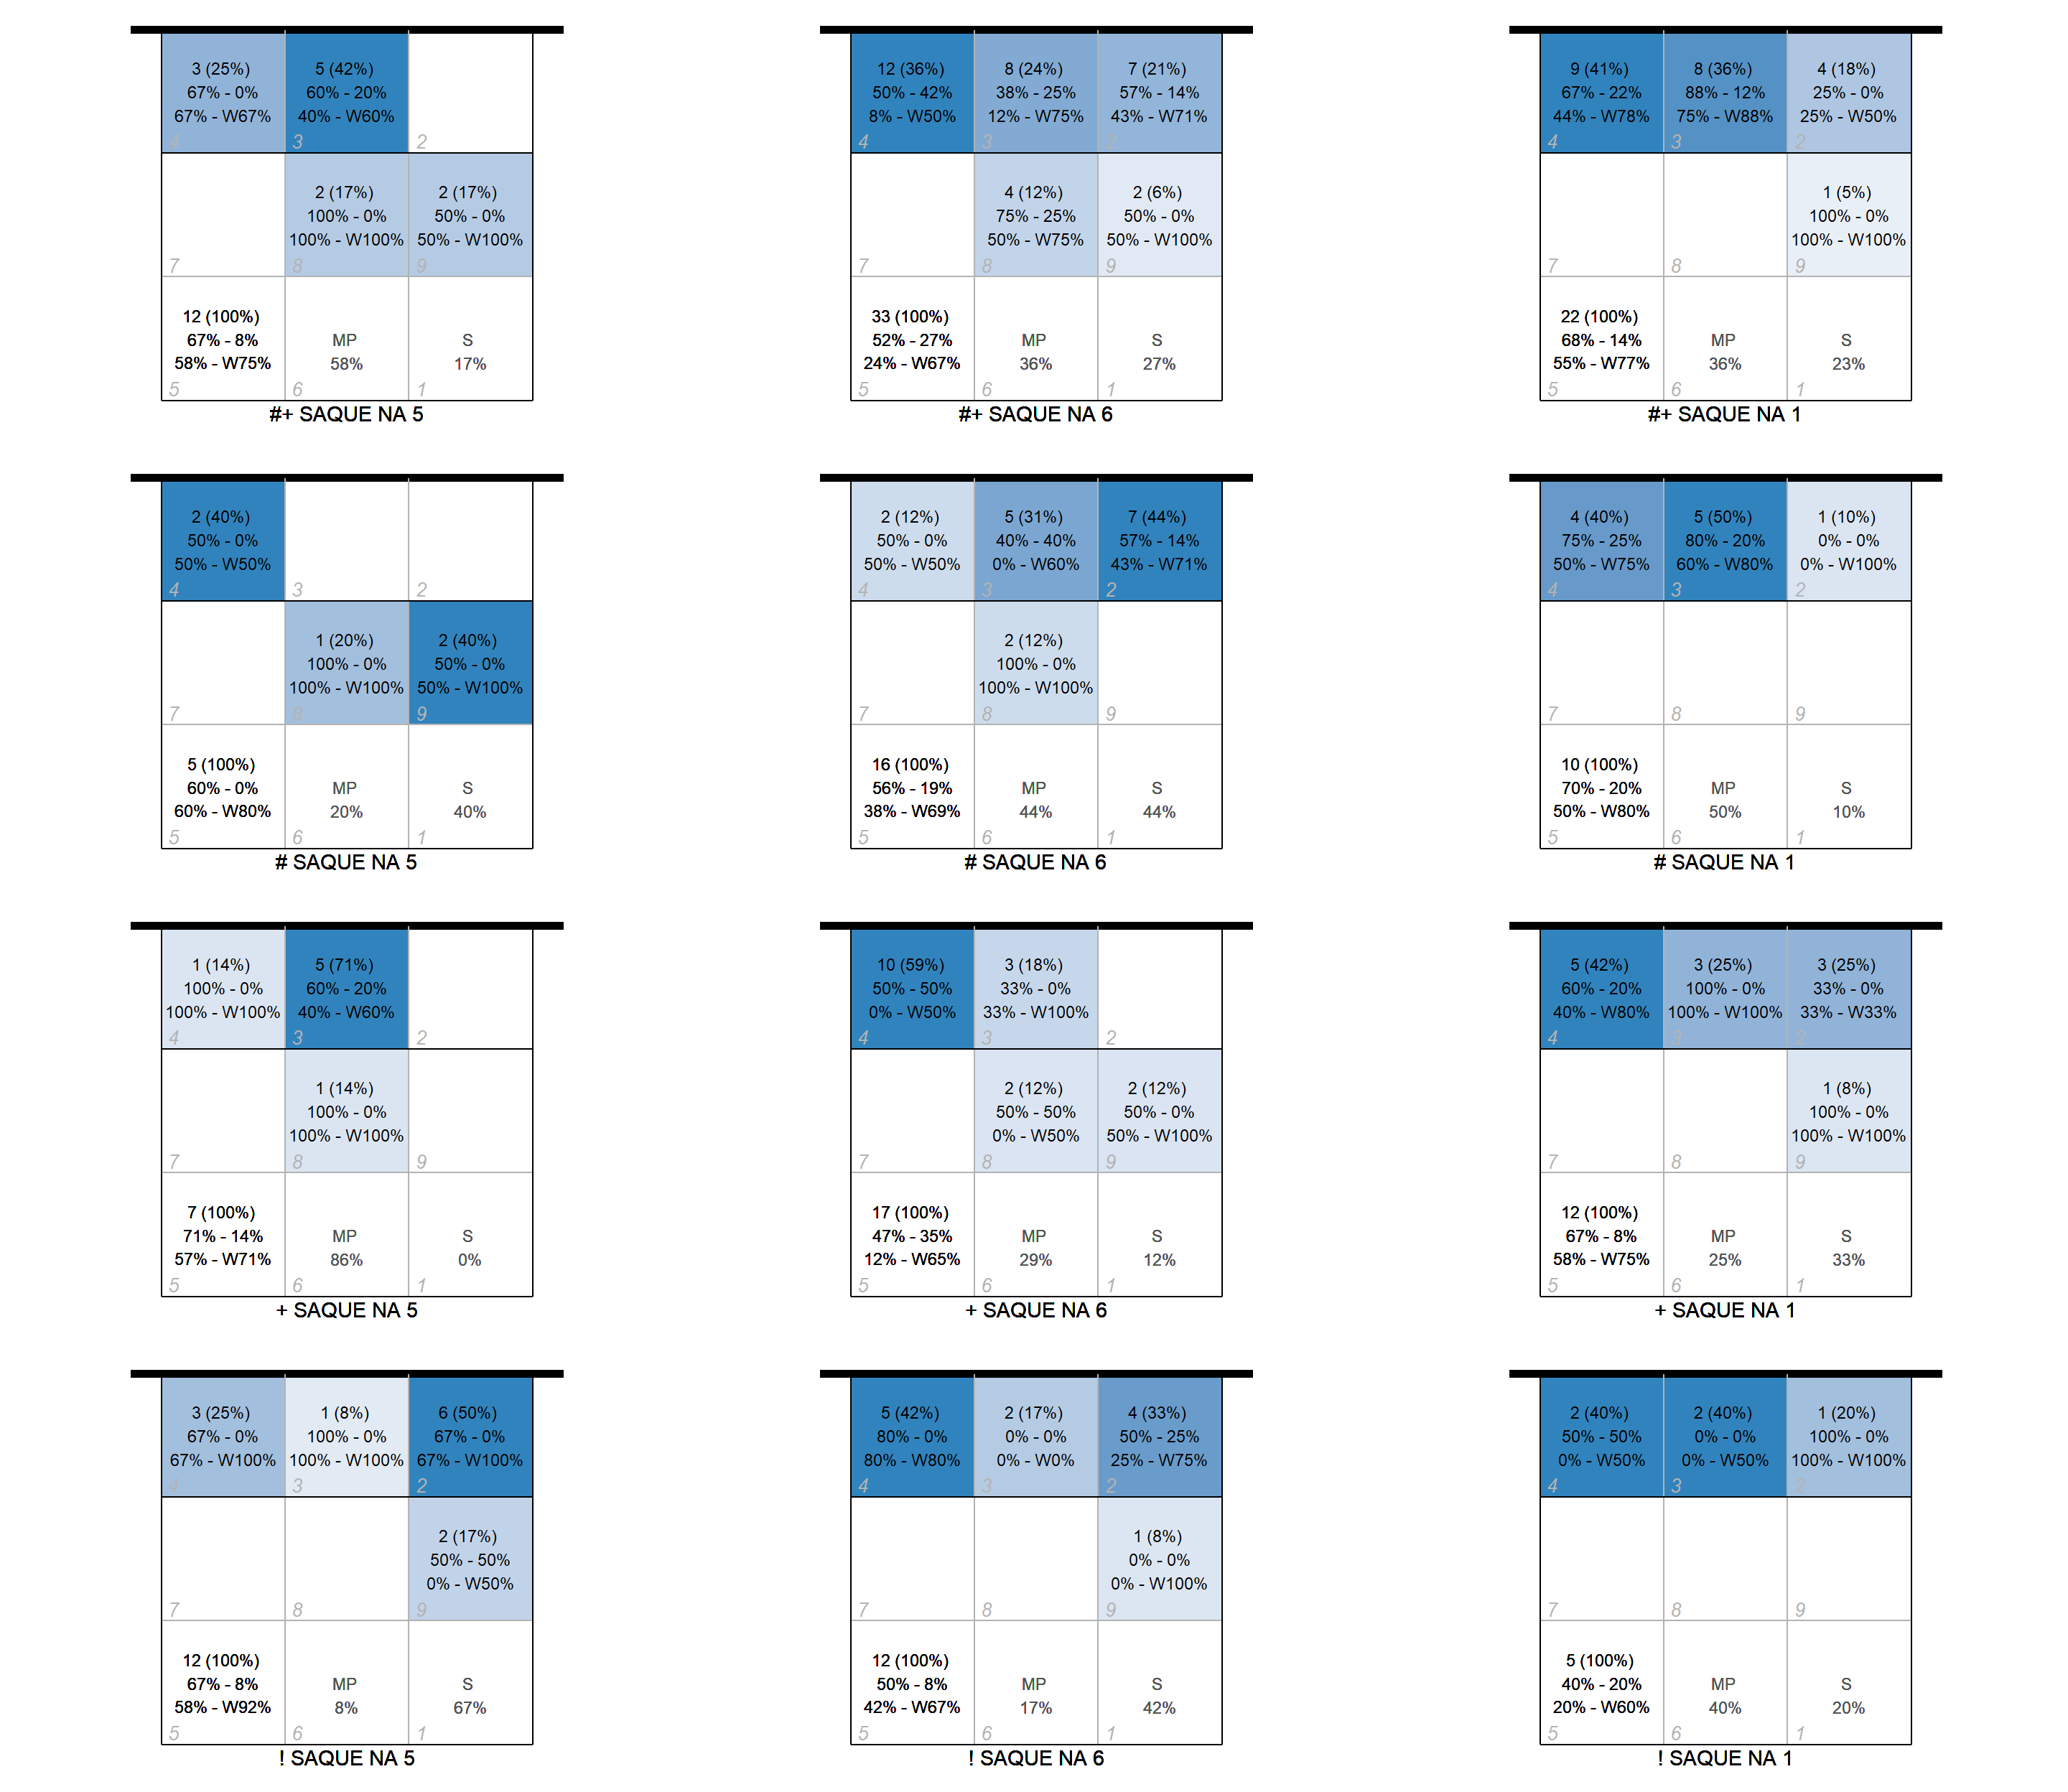 3 (25%)
67% - 0%
67% - W67%
4
5 (42%)
60% - 20%
40% - W60%
3
2
7
2 (17%)
100% - 0%
100% - W100%
8
2 (17%)
50% - 0%
50% - W100%
9
12 (100%)
67% - 8%
58% - W75%
5
MP
58%
6
S
17%
1
#+ SAQUE NA 5
12 (36%)
50% - 42%
8% - W50%
4
8 (24%)
38% - 25%
12% - W75%
3
7 (21%)
57% - 14%
43% - W71%
2
7
4 (12%)
75% - 25%
50% - W75%
8
2 (6%)
50% - 0%
50% - W100%
9
33 (100%)
52% - 27%
24% - W67%
5
MP
36%
6
S
27%
1
#+ SAQUE NA 6
9 (41%)
67% - 22%
44% - W78%
4
8 (36%)
88% - 12%
75% - W88%
3
4 (18%)
25% - 0%
25% - W50%
2
7
8
1 (5%)
100% - 0%
100% - W100%
9
22 (100%)
68% - 14%
55% - W77%
5
MP
36%
6
S
23%
1
#+ SAQUE NA 1
2 (40%)
50% - 0%
50% - W50%
4
3
2
7
1 (20%)
100% - 0%
100% - W100%
8
2 (40%)
50% - 0%
50% - W100%
9
5 (100%)
60% - 0%
60% - W80%
5
MP
20%
6
S
40%
1
# SAQUE NA 5
2 (12%)
50% - 0%
50% - W50%
4
5 (31%)
40% - 40%
0% - W60%
3
7 (44%)
57% - 14%
43% - W71%
2
7
2 (12%)
100% - 0%
100% - W100%
8
9
16 (100%)
56% - 19%
38% - W69%
5
MP
44%
6
S
44%
1
# SAQUE NA 6
4 (40%)
75% - 25%
50% - W75%
4
5 (50%)
80% - 20%
60% - W80%
3
1 (10%)
0% - 0%
0% - W100%
2
7
8
9
10 (100%)
70% - 20%
50% - W80%
5
MP
50%
6
S
10%
1
# SAQUE NA 1
1 (14%)
100% - 0%
100% - W100%
4
5 (71%)
60% - 20%
40% - W60%
3
2
7
1 (14%)
100% - 0%
100% - W100%
8
9
7 (100%)
71% - 14%
57% - W71%
5
MP
86%
6
S
0%
1
+ SAQUE NA 5
10 (59%)
50% - 50%
0% - W50%
4
3 (18%)
33% - 0%
33% - W100%
3
2
7
2 (12%)
50% - 50%
0% - W50%
8
2 (12%)
50% - 0%
50% - W100%
9
17 (100%)
47% - 35%
12% - W65%
5
MP
29%
6
S
12%
1
+ SAQUE NA 6
5 (42%)
60% - 20%
40% - W80%
4
3 (25%)
100% - 0%
100% - W100%
3
3 (25%)
33% - 0%
33% - W33%
2
7
8
1 (8%)
100% - 0%
100% - W100%
9
12 (100%)
67% - 8%
58% - W75%
5
MP
25%
6
S
33%
1
+ SAQUE NA 1
3 (25%)
67% - 0%
67% - W100%
4
1 (8%)
100% - 0%
100% - W100%
3
6 (50%)
67% - 0%
67% - W100%
2
7
8
2 (17%)
50% - 50%
0% - W50%
9
12 (100%)
67% - 8%
58% - W92%
5
MP
8%
6
S
67%
1
! SAQUE NA 5
5 (42%)
80% - 0%
80% - W80%
4
2 (17%)
0% - 0%
0% - W0%
3
4 (33%)
50% - 25%
25% - W75%
2
7
8
1 (8%)
0% - 0%
0% - W100%
9
12 (100%)
50% - 8%
42% - W67%
5
MP
17%
6
S
42%
1
! SAQUE NA 6
2 (40%)
50% - 50%
0% - W50%
4
2 (40%)
0% - 0%
0% - W50%
3
1 (20%)
100% - 0%
100% - W100%
2
7
8
9
5 (100%)
40% - 20%
20% - W60%
5
MP
40%
6
S
20%
1
! SAQUE NA 1